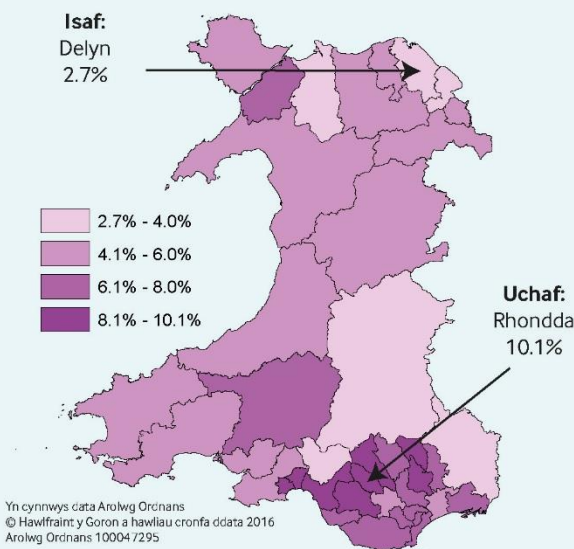 Isaf:
Delyn
2.7%
2.7% - 4.0%
4.1% - 6.0%
6.1% - 8.0%
8.1% - 10.1%
Uchaf:
Rhondda
10.1%
Yn cynnwys data Arolwg Ordnans
© Hawlfraint y Goron a hawliau cronfa ddata 2016
Arolwg Ordnans 100047295